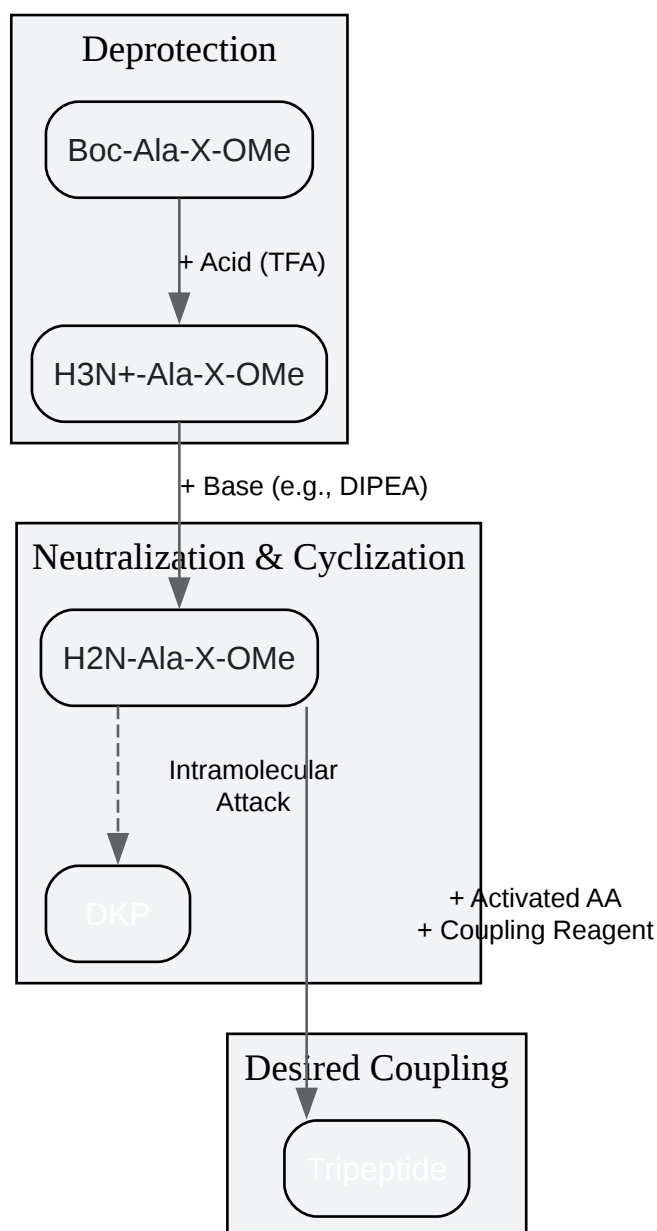 Deprotection
Boc-Ala-X-OMe
+ Acid (TFA)
H3N+-Ala-X-OMe
+ Base (e.g., DIPEA)
Neutralization & Cyclization
H2N-Ala-X-OMe
Intramolecular
Attack
DKP
+ Activated AA
+ Coupling Reagent
Desired Coupling
Tripeptide